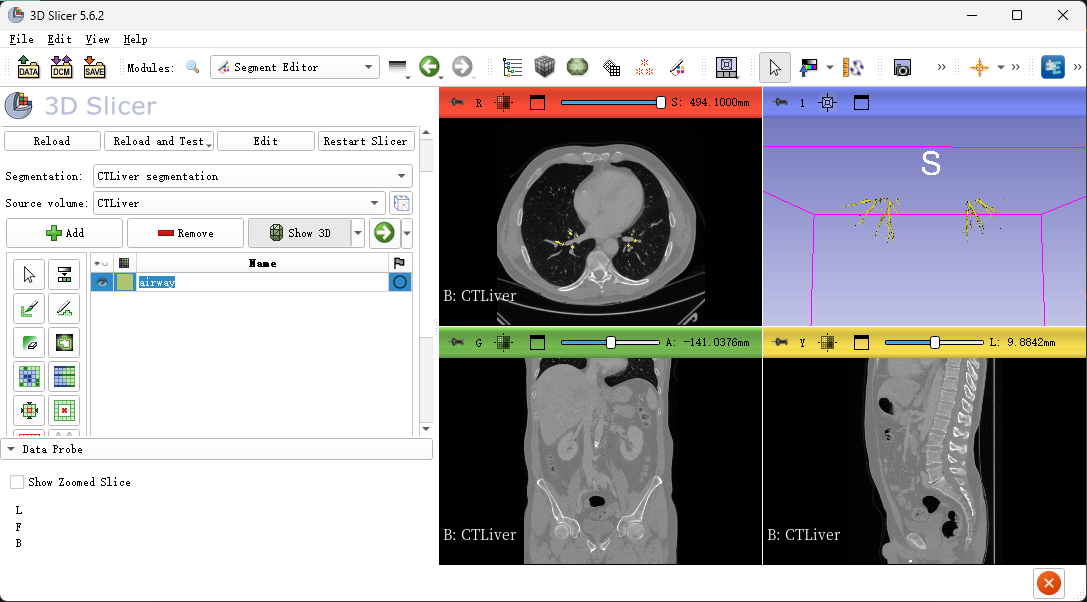 3D Slicer 5.6.2
File Edit View Help
DATA DCM SAVE Modules: Segment Editor
3D Slicer
Reload Reload and Test Edit Restart Slicer
Segmentation: CTLiver segmentation
Source volume: CTLiver
Add Remove Show 3D
Name
airway
Data Probe
Show Zoomed Slice
L
F
B
R S: 494.1000mm
B: CTLiver
1
S
G A: -141.0376mm
B: CTLiver
Y L: 9.8842mm
B: CTLiver